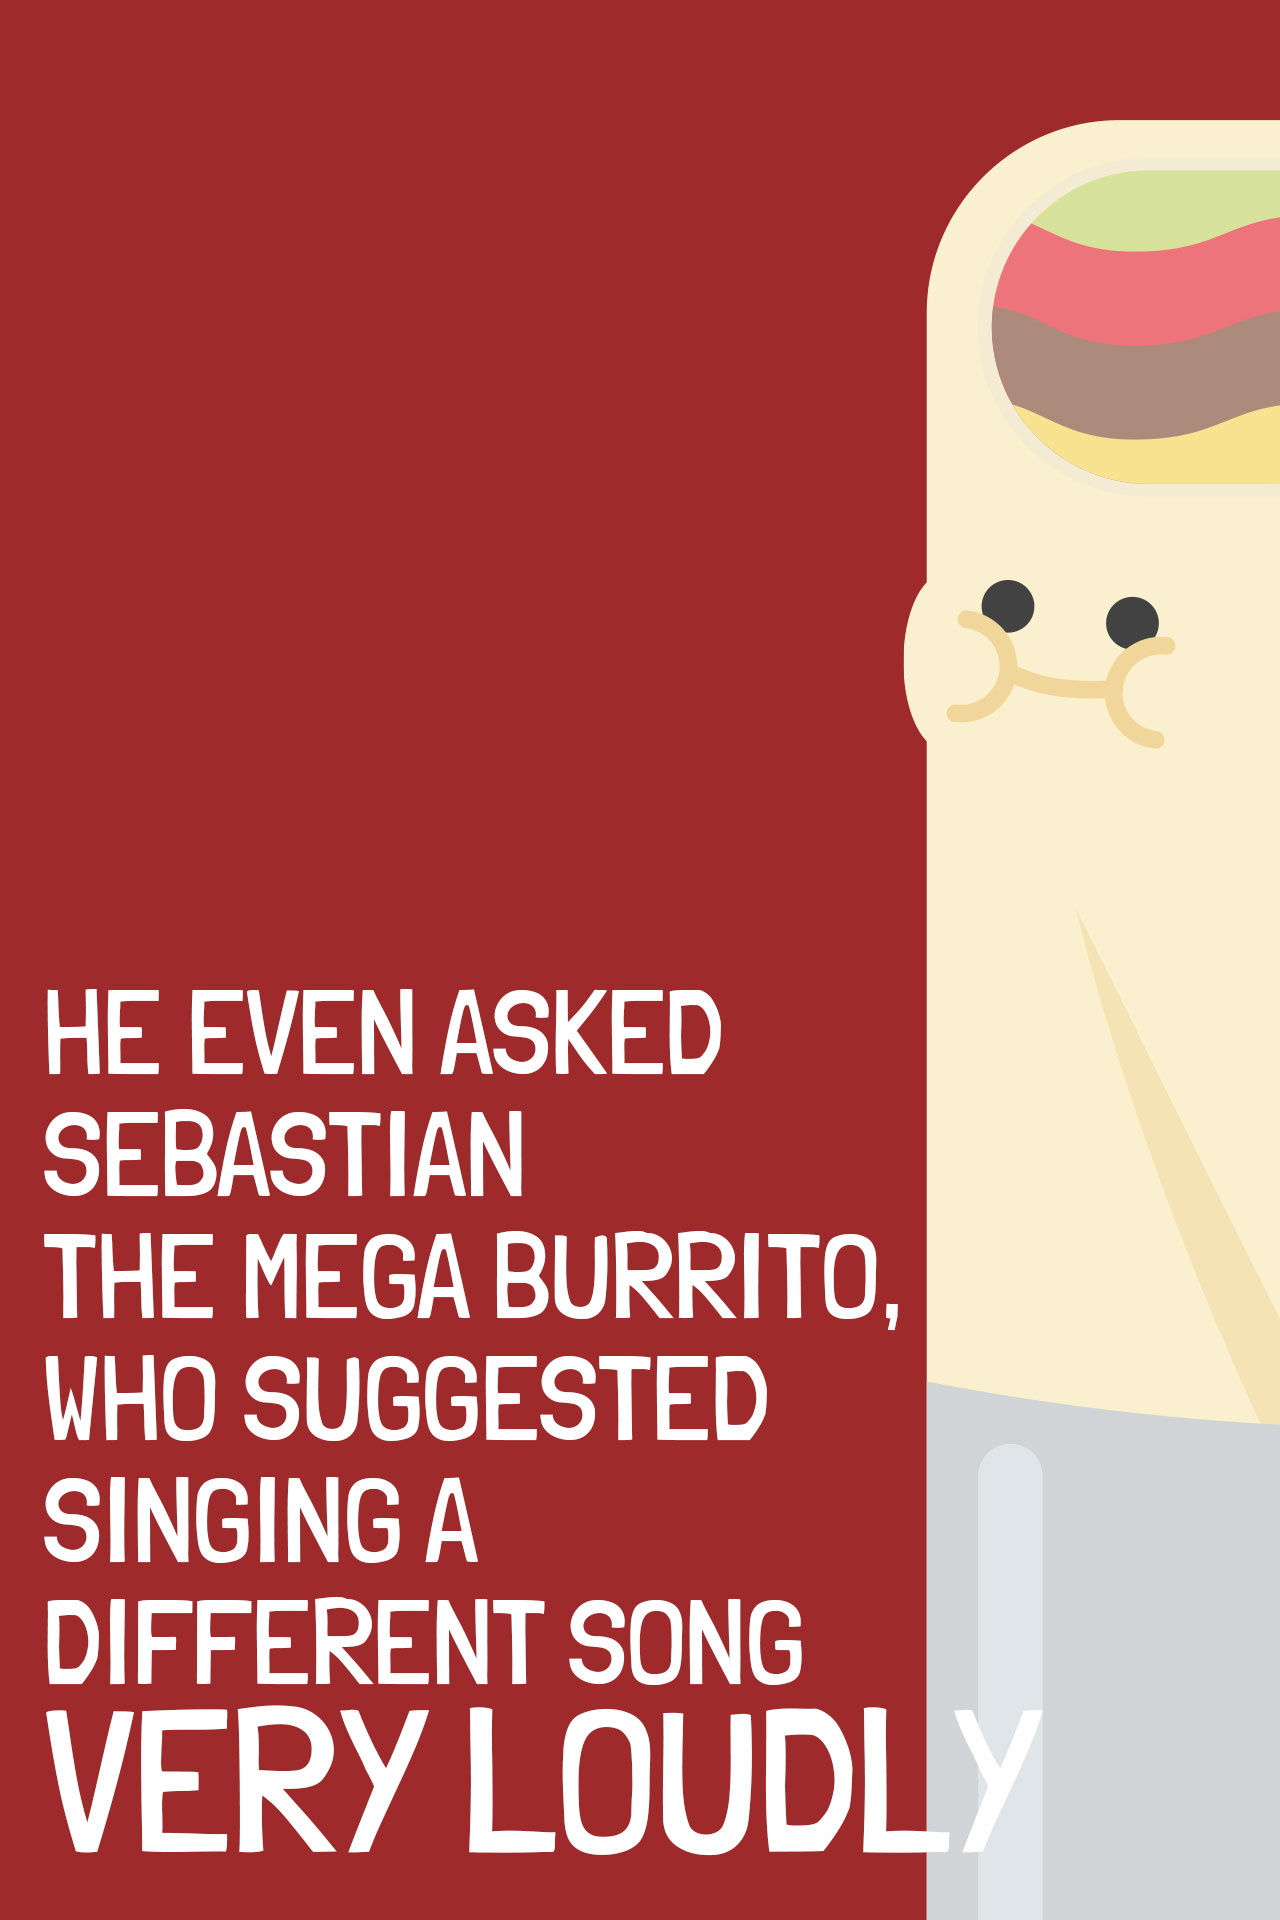 HE EVEN ASKED
SEBASTIAN
THE MEGA BURRITO,
WHO SUGGESTED
SINGING A
DIFFERENT SONG
VERY LOUDLY